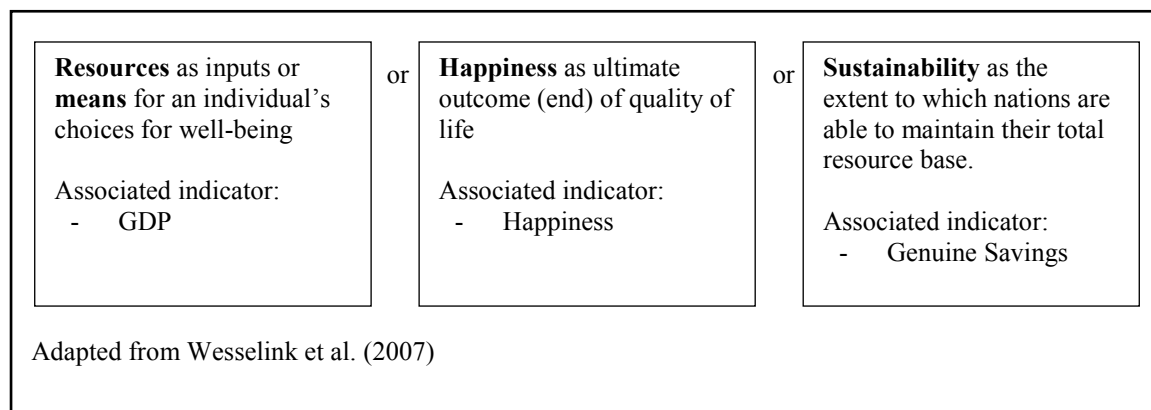 Resources as inputs or
means for an individual's
choices for well-being
Associated indicator:
- GDP
or
Happiness as ultimate
outcome (end) of quality of
life
Associated indicator:
- Happiness
or
Sustainability as the
extent to which nations are
able to maintain their total
resource base.
Associated indicator:
- Genuine Savings
Adapted from Wesselink et al. (2007)